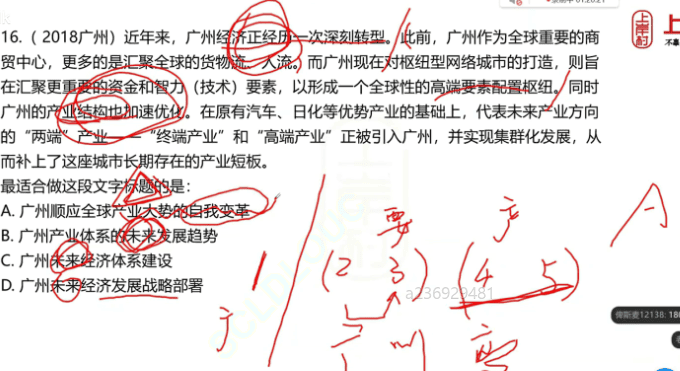 16.（2018广州）近年来，广州经济正经历一次深刻转型。此前，广州作为全球重要的商
贸中心，更多的是汇聚全球的货物流、人流。而广州现在对枢纽型网络城市的打造，则旨
在汇聚更重要的资金和智力（技术）要素，以形成一个全球性的高端要素配置枢纽。同时
广州的产业结构也加速优化。在原有汽车、日化等优势产业的基础上，代表未来产业方向
的“两端”产业——“终端产业”和“高端产业”正被引入广州，并实现集群化发展，从
而补上了这座城市长期存在的产业短板。
最适合做这段文字标题的是：
A. 广州顺应全球产业大势的自我变革
B. 广州产业体系的未来发展趋势
C. 广州未来经济体系建设
D. 广州未来经济发展战略部署
要 产 A
1 (2 3) (4 5)
a236929481
上岸村
上